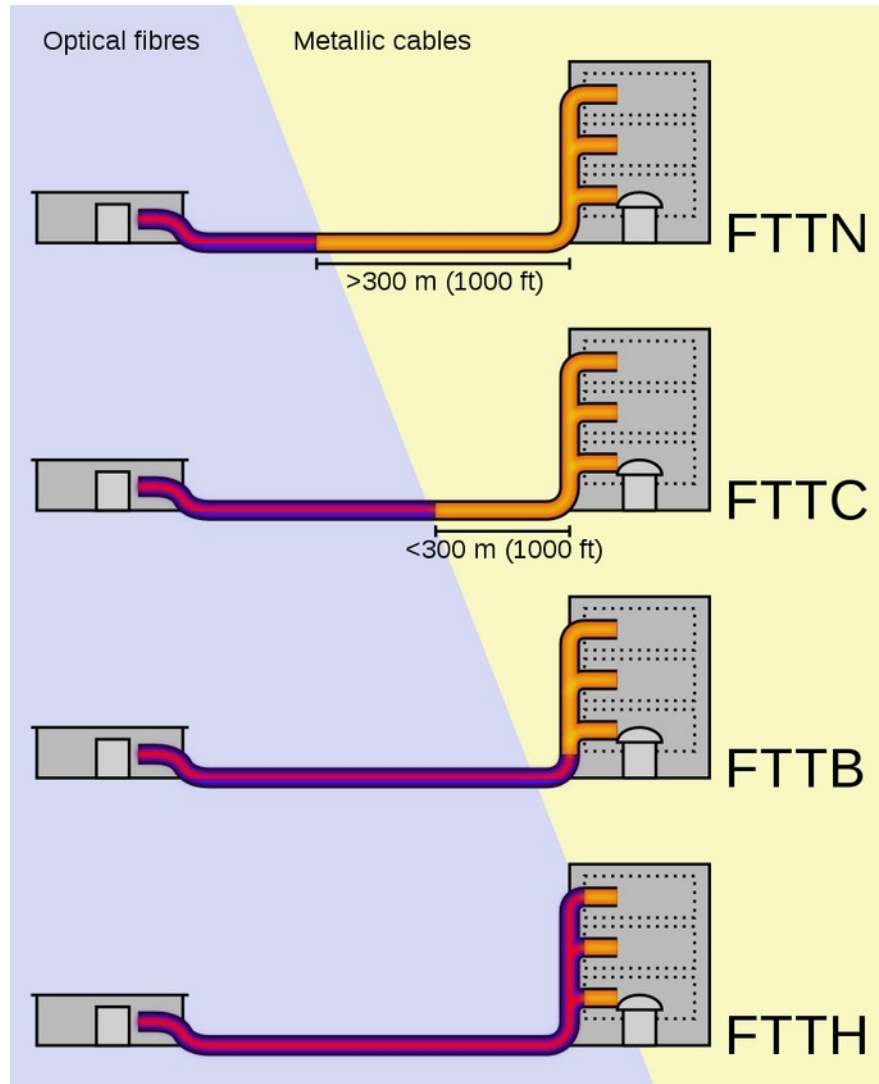 Optical fibres
Metallic cables
FTTN
>300 m (1000 ft)
FTTC
<300 m (1000 ft)
FTTB
FTTH